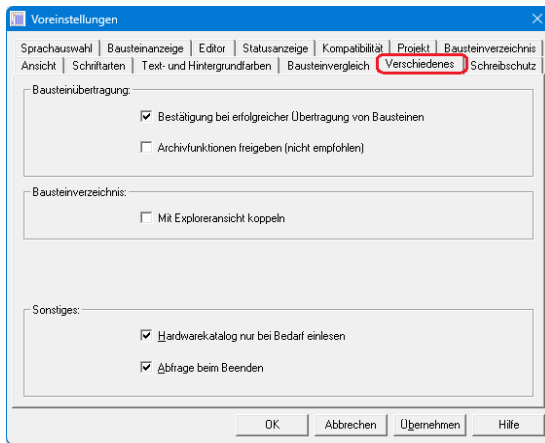 Voreinstellungen
Sprachauswahl Bausteinanzeige Editor Statusanzeige Kompatibilität Projekt Bausteinverzeichnis
Ansicht Schriftarten Text- und Hintergrundfarben Bausteinvergleich Verschiedenes Schreibschutz
Bausteinübertragung:
Bestätigung bei erfolgreicher Übertragung von Bausteinen
Archivfunktionen freigeben (nicht empfohlen)
Bausteinverzeichnis:
Mit Exploreransicht koppeln
Sonstiges:
Hardwarekatalog nur bei Bedarf einlesen
Abfrage beim Beenden
OK Abbrechen Übernehmen Hilfe